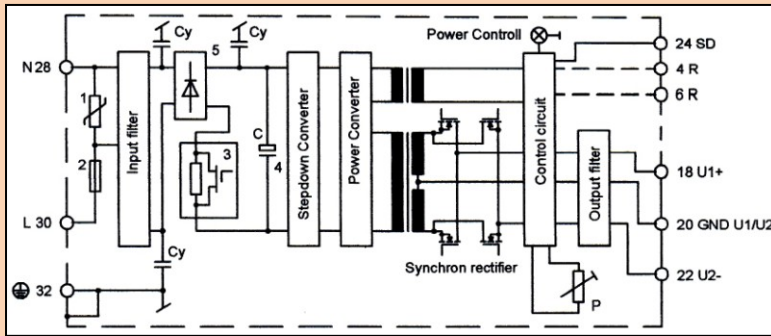 Cy
Cy
Power Controll
24 SD
N 28
5
4 R
6 R
1
Input filter
C
3
4
Stepdown Converter
Power Converter
Control circuit
Output filter
2
18 U1+
L 30
20 GND U1/U2
Cy
Synchron rectifier
22 U2-
32
P